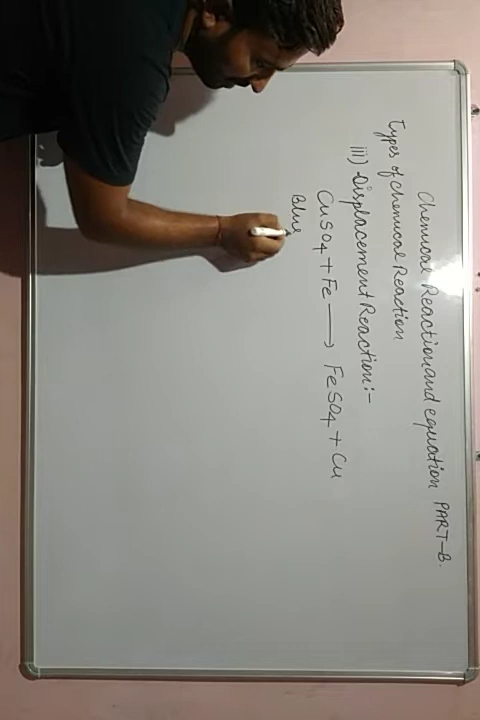 Chemical Reaction and equation PART-B.
Types of chemical Reaction
iii) Displacement Reaction:-
CuSO4 + Fe → FeSO4 + Cu
Blue